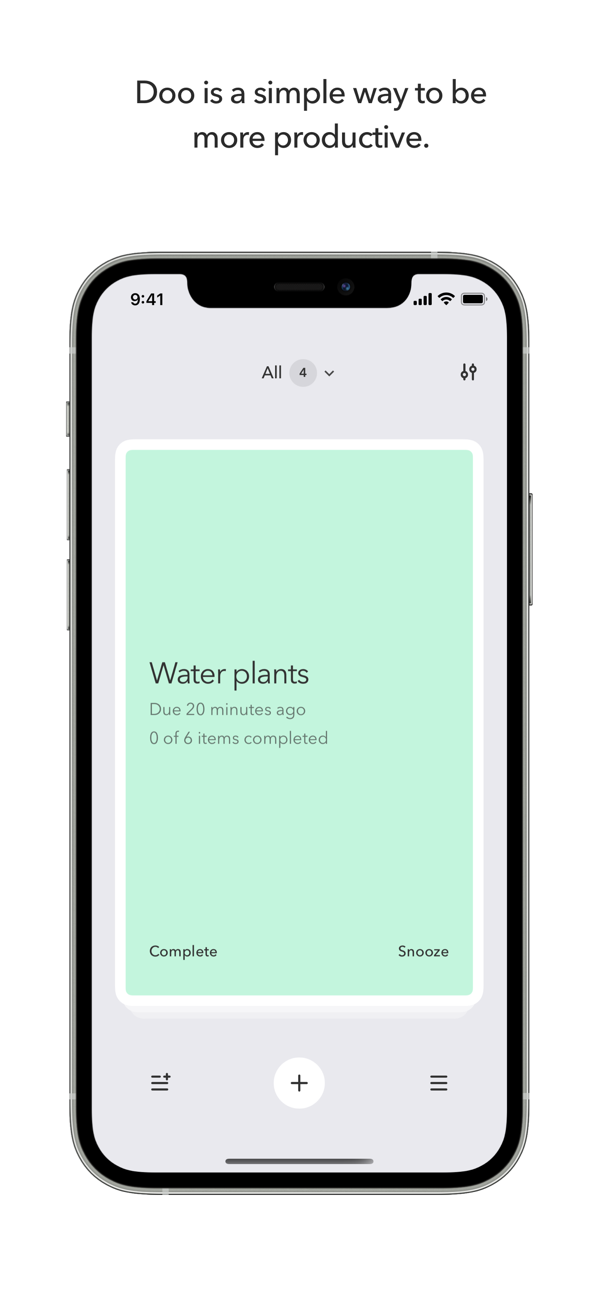 Doo is a simple way to be
more productive.
9:41
All 4
Water plants
Due 20 minutes ago
0 of 6 items completed
Complete Snooze